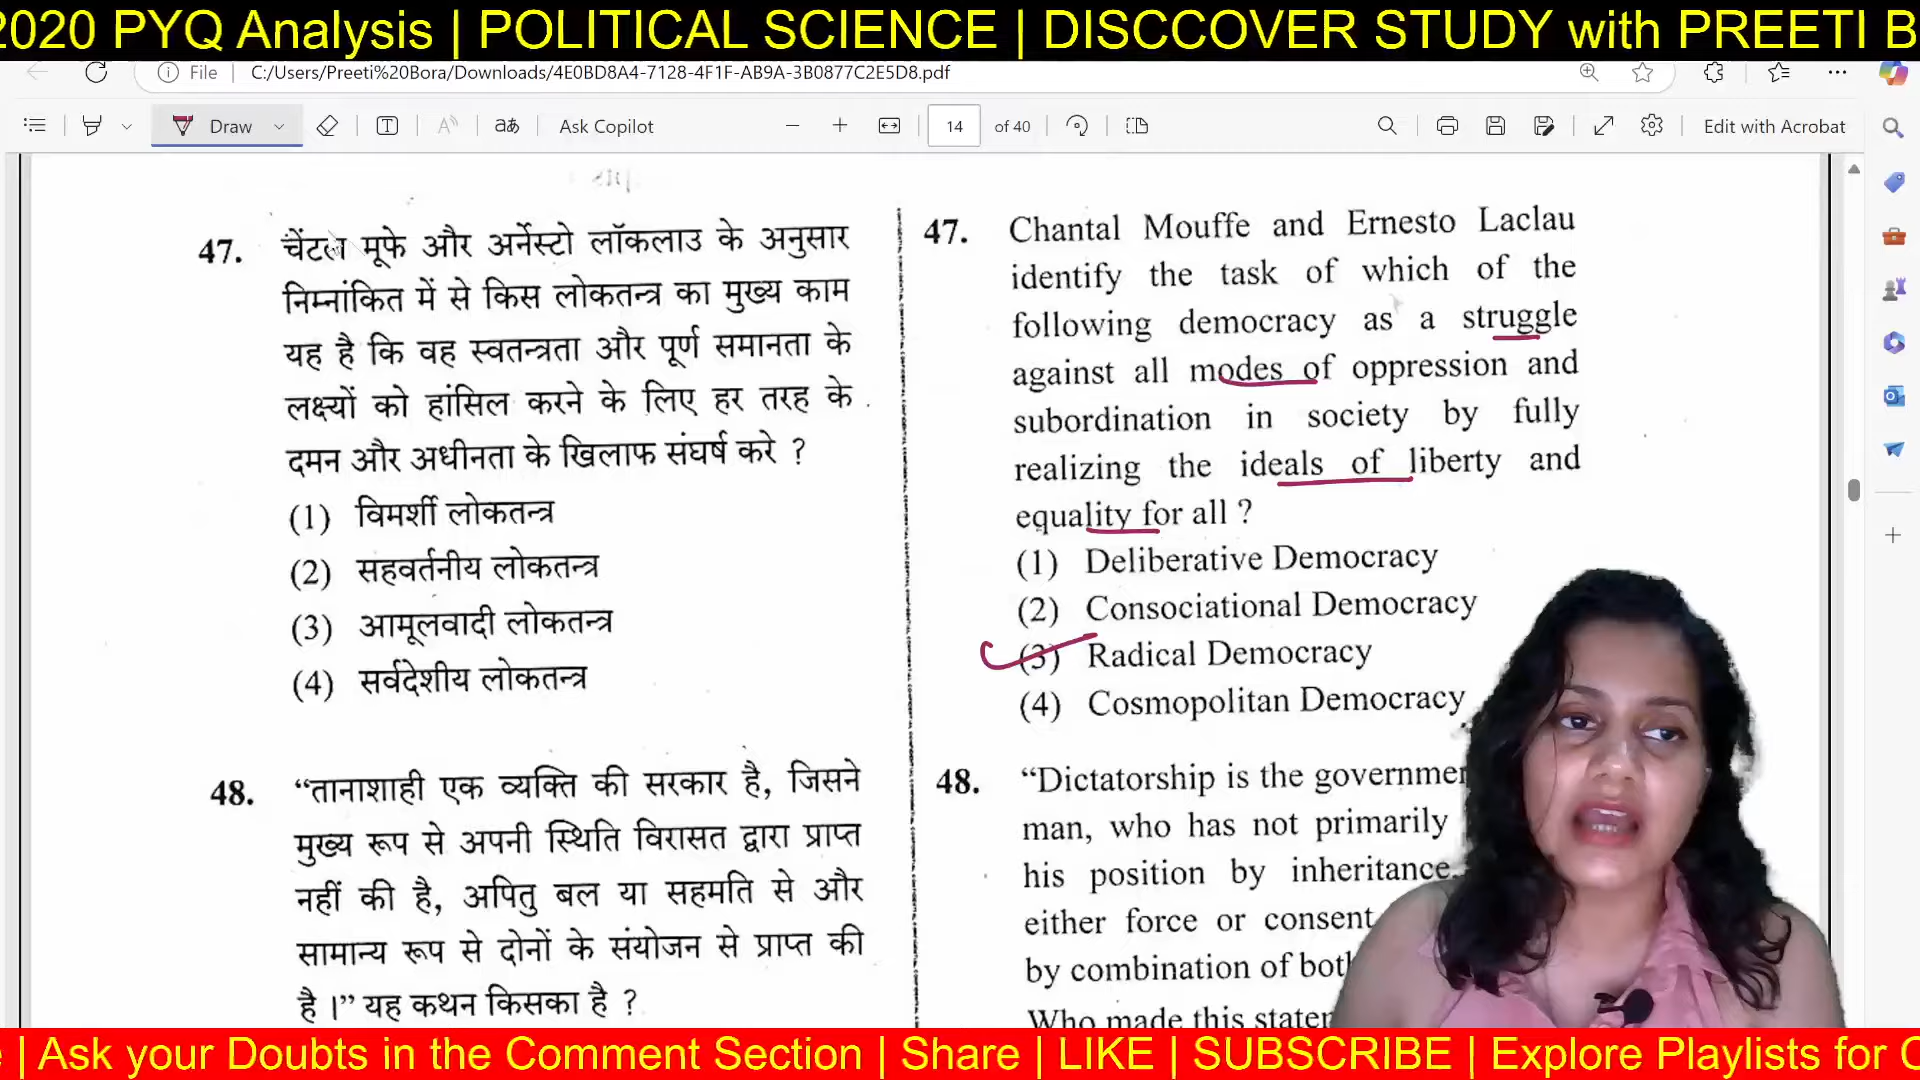 2020 PYQ Analysis | POLITICAL SCIENCE | DISCCOVER STUDY with PREETI B
File | C:/Users/Preeti%20Bora/Downloads/4E0BD8A4-7128-4F1F-AB9A-3B0877C2E5D8.pdf
Draw Ask Copilot 14 of 40 Edit with Acrobat
47. चेंटल मूफे और अर्नेस्टो लॉकलाउ के अनुसार
निम्नांकित में से किस लोकतन्त्र का मुख्य काम
यह है कि वह स्वतन्त्रता और पूर्ण समानता के
लक्ष्यों को हांसिल करने के लिए हर तरह के
दमन और अधीनता के खिलाफ संघर्ष करे ?
(1) विमर्शी लोकतन्त्र
(2) सहवर्तनीय लोकतन्त्र
(3) आमूलवादी लोकतन्त्र
(4) सर्वदेशीय लोकतन्त्र
48. “तानाशाही एक व्यक्ति की सरकार है, जिसने
मुख्य रूप से अपनी स्थिति विरासत द्वारा प्राप्त
नहीं की है, अपितु बल या सहमति से और
सामान्य रूप से दोनों के संयोजन से प्राप्त की
है ।” यह कथन किसका है ?
47. Chantal Mouffe and Ernesto Laclau
identify the task of which of the
following democracy as a struggle
against all modes of oppression and
subordination in society by fully
realizing the ideals of liberty and
equality for all ?
(1) Deliberative Democracy
(2) Consociational Democracy
(3) Radical Democracy
(4) Cosmopolitan Democracy
48. “Dictatorship is the governmen
man, who has not primarily
his position by inheritance
either force or consent
by combination of both
Who made this state
| Ask your Doubts in the Comment Section | Share | LIKE | SUBSCRIBE | Explore Playlists for